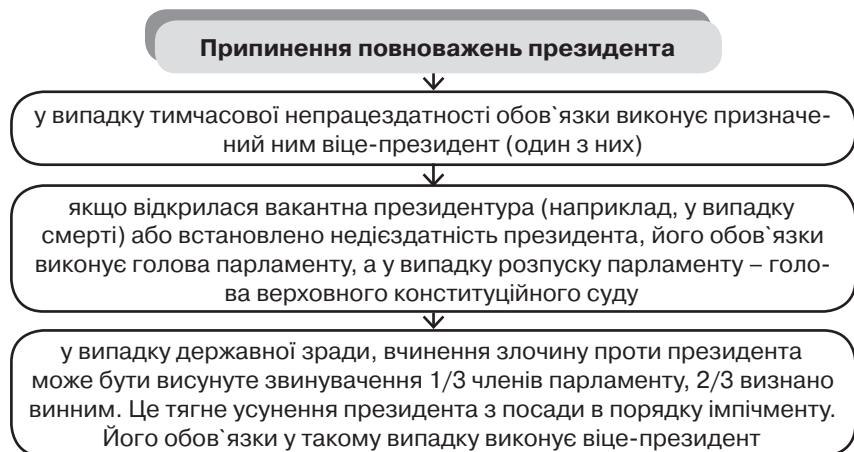 Припинення повноважень президента
у випадку тимчасової непрацездатності обов`язки виконує призначе-
ний ним віце-президент (один з них)
якщо відкрилася вакантна президентура (наприклад, у випадку
смерті) або встановлено недієздатність президента, його обов`язки
виконує голова парламенту, а у випадку розпуску парламенту – голо-
ва верховного конституційного суду
у випадку державної зради, вчинення злочину проти президента
може бути висунуте звинувачення 1/3 членів парламенту, 2/3 визнано
винним. Це тягне усунення президента з посади в порядку імпічменту.
Його обов`язки у такому випадку виконує віце-президент